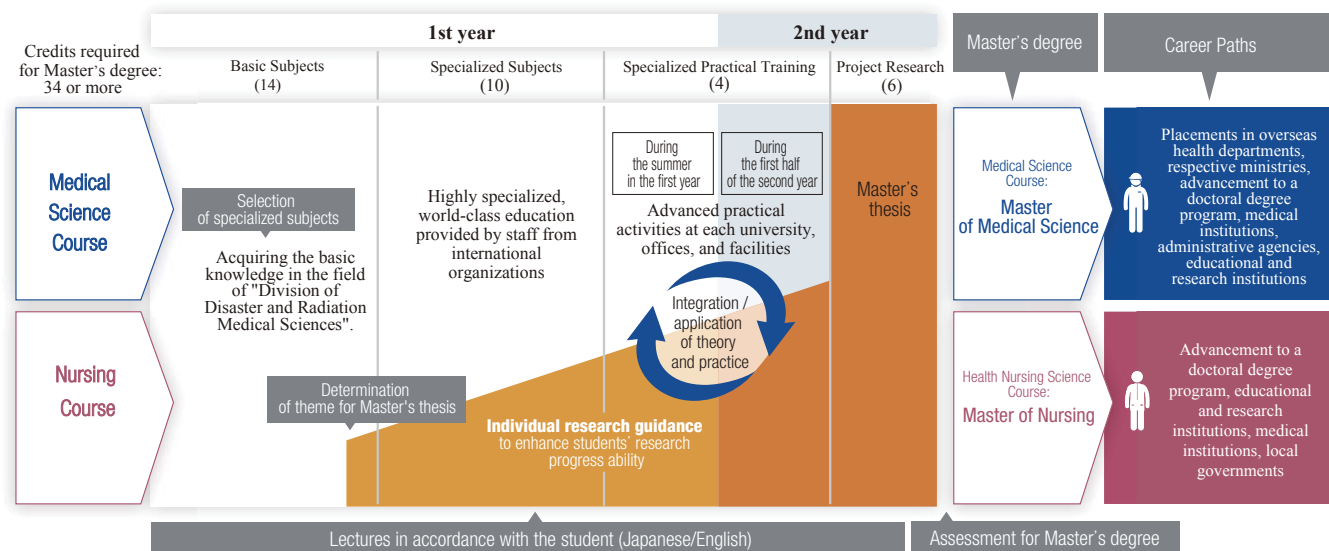 Credits required
for Master's degree:
34 or more
1st year
2nd year
Master's degree
Career Paths
Basic Subjects
(14)
Specialized Subjects
(10)
Specialized Practical Training
(4)
Project Research
(6)
Medical
Science
Course
Nursing
Course
Selection
of specialized subjects
Acquiring the basic
knowledge in the field
of "Division of
Disaster and Radiation
Medical Sciences".
Determination
of theme for Master's thesis
Highly specialized,
world-class education
provided by staff from
international
organizations
During
the summer
in the first year
During
the first half
of the second year
Advanced practical
activities at each university,
offices, and facilities
Integration /
application
of theory
and practice
Individual research guidance
to enhance students' research
progress ability
Master's
thesis
Medical Science
Course:
Master
of Medical Science
Placements in overseas
health departments,
respective ministries,
advancement to a
doctoral degree
program, medical
institutions,
administrative agencies,
educational and
research institutions
Health Nursing Science
Course:
Master of Nursing
Advancement to a
doctoral degree
program, educational
and research
institutions, medical
institutions, local
governments
Lectures in accordance with the student (Japanese/English)
Assessment for Master's degree